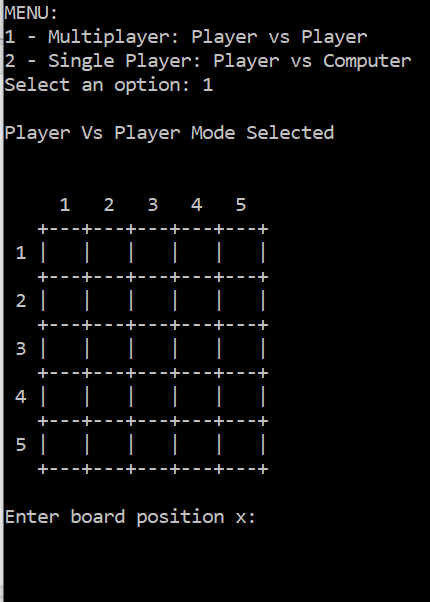 MENU:
1 - Multiplayer: Player vs Player
2 - Single Player: Player vs Computer
Select an option: 1
Player Vs Player Mode Selected
1 2 3 4 5
+---+---+---+---+---+
1 |   |   |   |   |   |
+---+---+---+---+---+
2 |   |   |   |   |   |
+---+---+---+---+---+
3 |   |   |   |   |   |
+---+---+---+---+---+
4 |   |   |   |   |   |
+---+---+---+---+---+
5 |   |   |   |   |   |
+---+---+---+---+---+
Enter board position x: